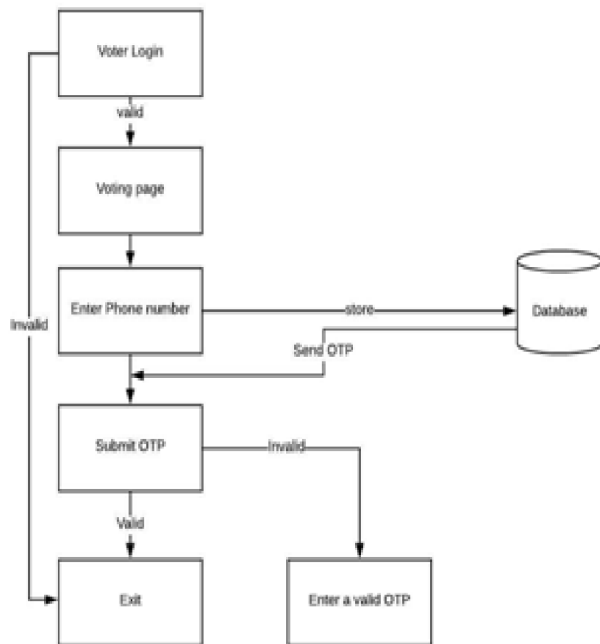 Voter Login
valid
Voting page
Enter Phone number
store
Database
Invalid
Send OTP
Submit OTP
Invalid
Valid
Exit
Enter a valid OTP